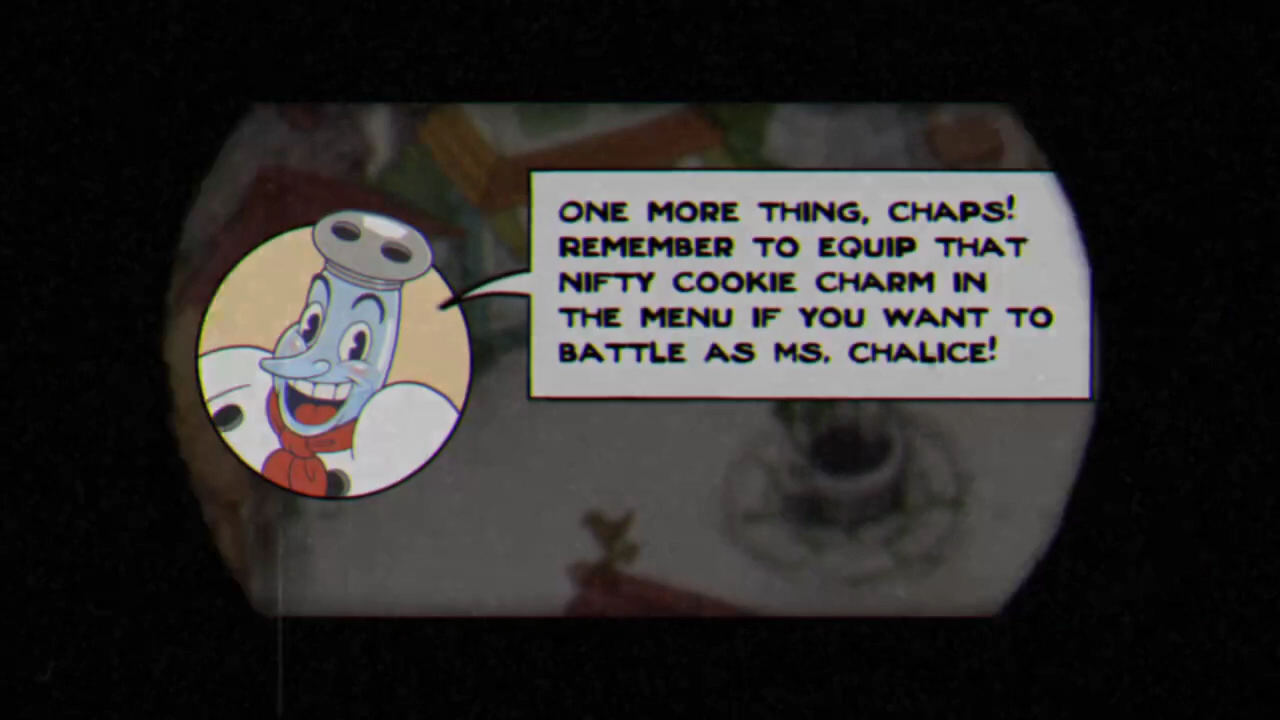 ONE MORE THING, CHAPS!
REMEMBER TO EQUIP THAT
NIFTY COOKIE CHARM IN
THE MENU IF YOU WANT TO
BATTLE AS MS. CHALICE!